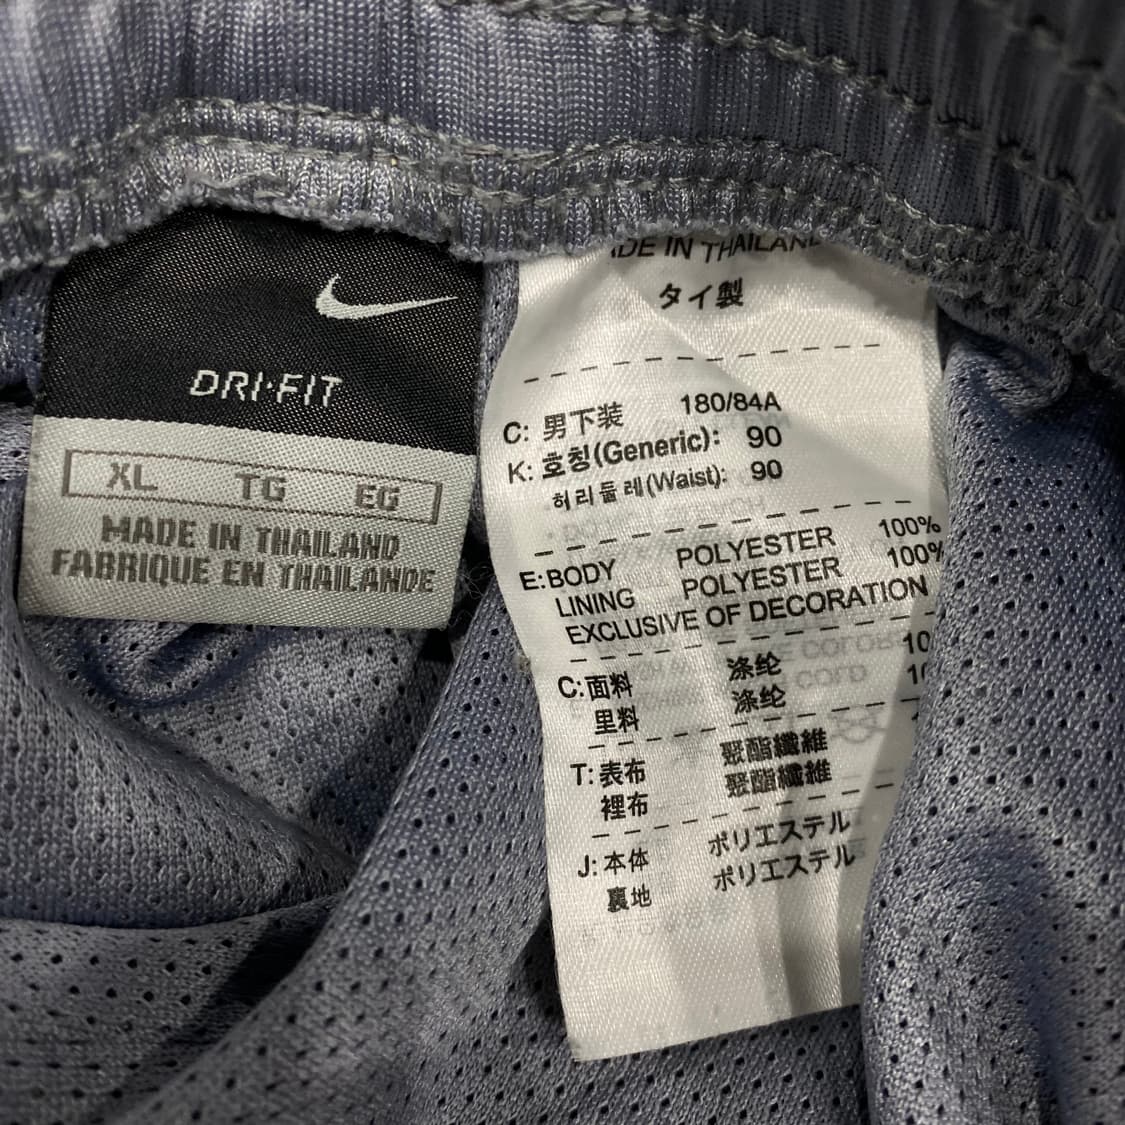 DRI-FIT
XL TG EG
MADE IN THAILAND
FABRIQUE EN THAILANDE
IN THAILAND
タイ製
C: 男下装 180/84A
K: 호칭(Generic): 90
허리둘레(Waist): 90
E: BODY POLYESTER 100%
LINING POLYESTER 100%
EXCLUSIVE OF DECORATION
C: 面料 涤纶
里料 涤纶
T: 表布 聚酯纖維
裡布 聚酯纖維
J: 本体 ポリエステル
裏地 ポリエステル